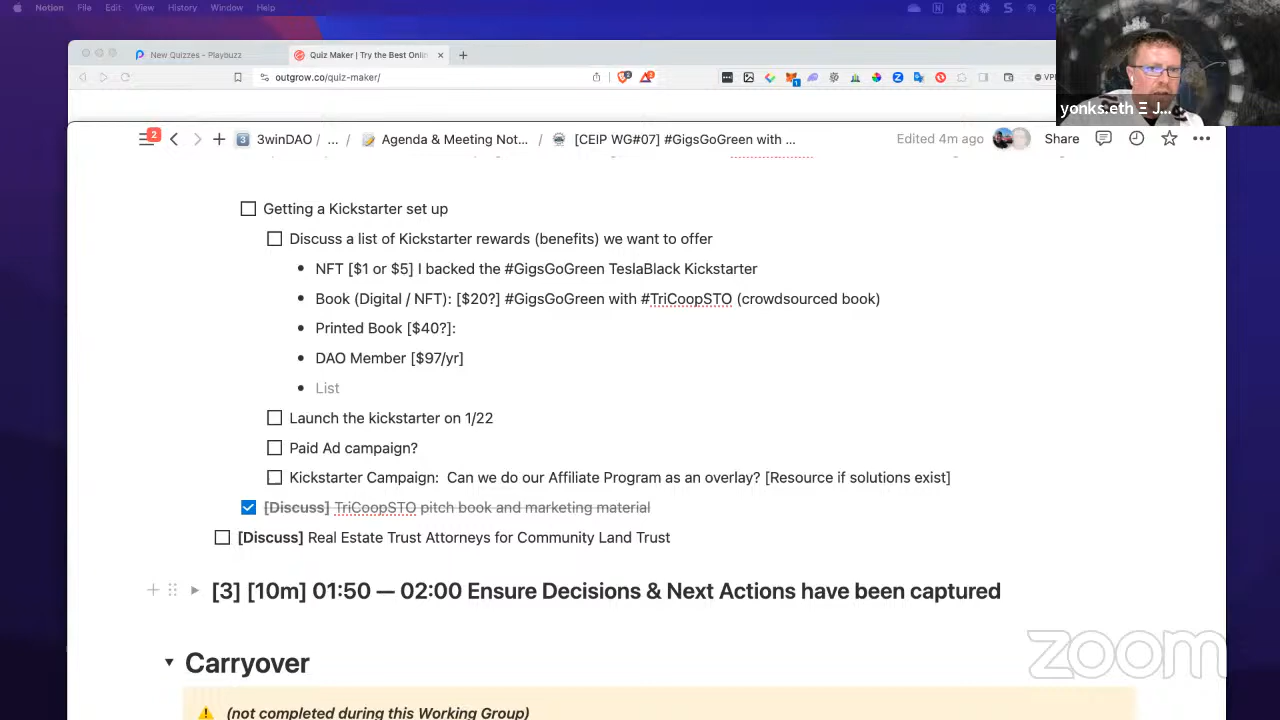 Notion File Edit View History Window Help
New Quizzes - Playbuzz
Quiz Maker | Try the Best Onlin
outgrow.co/quiz-maker/
VP
yonks.eth Ξ J...
2
3winDAO / ... / Agenda & Meeting Not... / [CEIP WG#07] #GigsGoGreen with ...
Edited 4m ago Share
Getting a Kickstarter set up
Discuss a list of Kickstarter rewards (benefits) we want to offer
NFT [$1 or $5] I backed the #GigsGoGreen TeslaBlack Kickstarter
Book (Digital / NFT): [$20?] #GigsGoGreen with #TriCoopSTO (crowdsourced book)
Printed Book [$40?]:
DAO Member [$97/yr]
List
Launch the kickstarter on 1/22
Paid Ad campaign?
Kickstarter Campaign: Can we do our Affiliate Program as an overlay? [Resource if solutions exist]
[Discuss] TriCoopSTO pitch book and marketing material
[Discuss] Real Estate Trust Attorneys for Community Land Trust
[3] [10m] 01:50 — 02:00 Ensure Decisions & Next Actions have been captured
zoom
Carryover
(not completed during this Working Group)